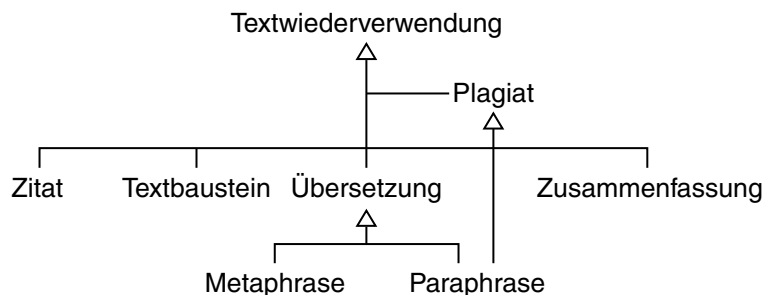 Textwiederverwendung
Plagiat
Zitat Textbaustein Übersetzung Zusammenfassung
Metaphrase Paraphrase